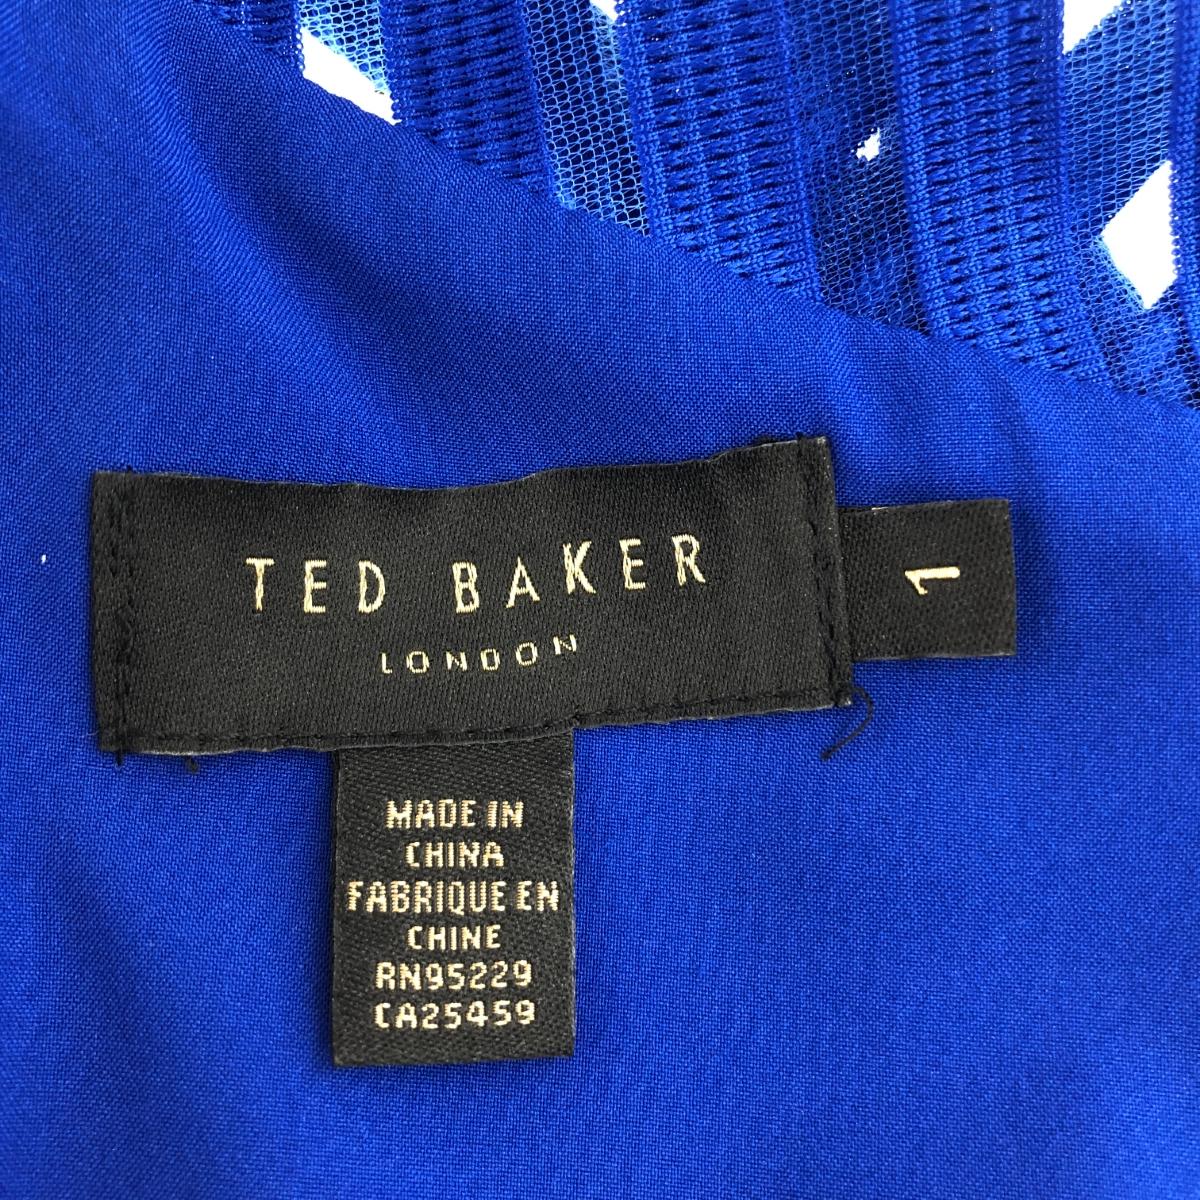 TED BAKER
LONDON
1
MADE IN
CHINA
FABRIQUE EN
CHINE
RN95229
CA25459